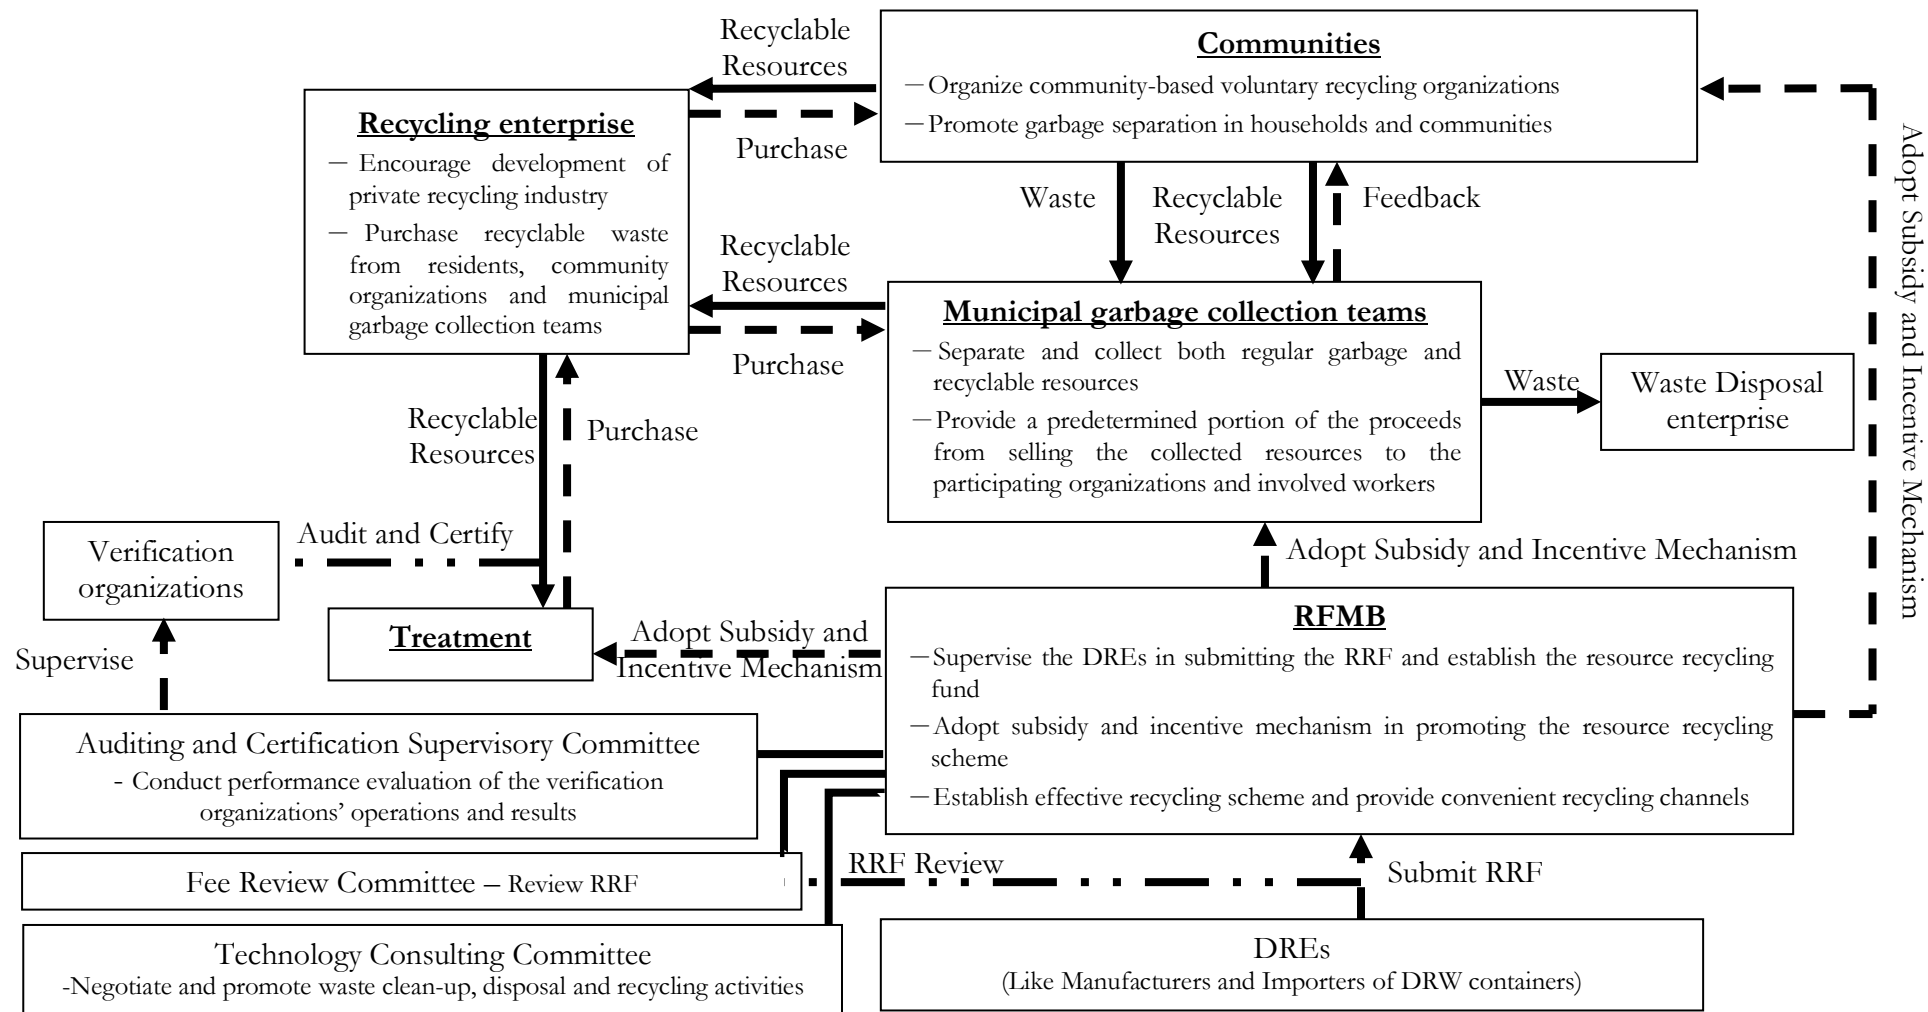 Recyclable
Resources
Communities
— Organize community-based voluntary recycling organizations
— Promote garbage separation in households and communities
Recycling enterprise
— Encourage development of
private recycling industry
— Purchase recyclable waste
from residents, community
organizations and municipal
garbage collection teams
Purchase
Waste
Recyclable
Resources
Feedback
Recyclable
Resources
Purchase
Municipal garbage collection teams
— Separate and collect both regular garbage and
recyclable resources
— Provide a predetermined portion of the proceeds
from selling the collected resources to the
participating organizations and involved workers
Waste
Waste Disposal
enterprise
Adopt Subsidy and Incentive Mechanism
Recyclable
Resources
Purchase
Verification
organizations
Audit and Certify
Adopt Subsidy and Incentive Mechanism
Treatment
Adopt Subsidy and
Incentive Mechanism
Supervise
RFMB
— Supervise the DREs in submitting the RRF and establish the resource recycling
fund
— Adopt subsidy and incentive mechanism in promoting the resource recycling
scheme
— Establish effective recycling scheme and provide convenient recycling channels
Auditing and Certification Supervisory Committee
- Conduct performance evaluation of the verification
organizations’ operations and results
Fee Review Committee – Review RRF
RRF Review
Submit RRF
Technology Consulting Committee
-Negotiate and promote waste clean-up, disposal and recycling activities
DREs
(Like Manufacturers and Importers of DRW containers)